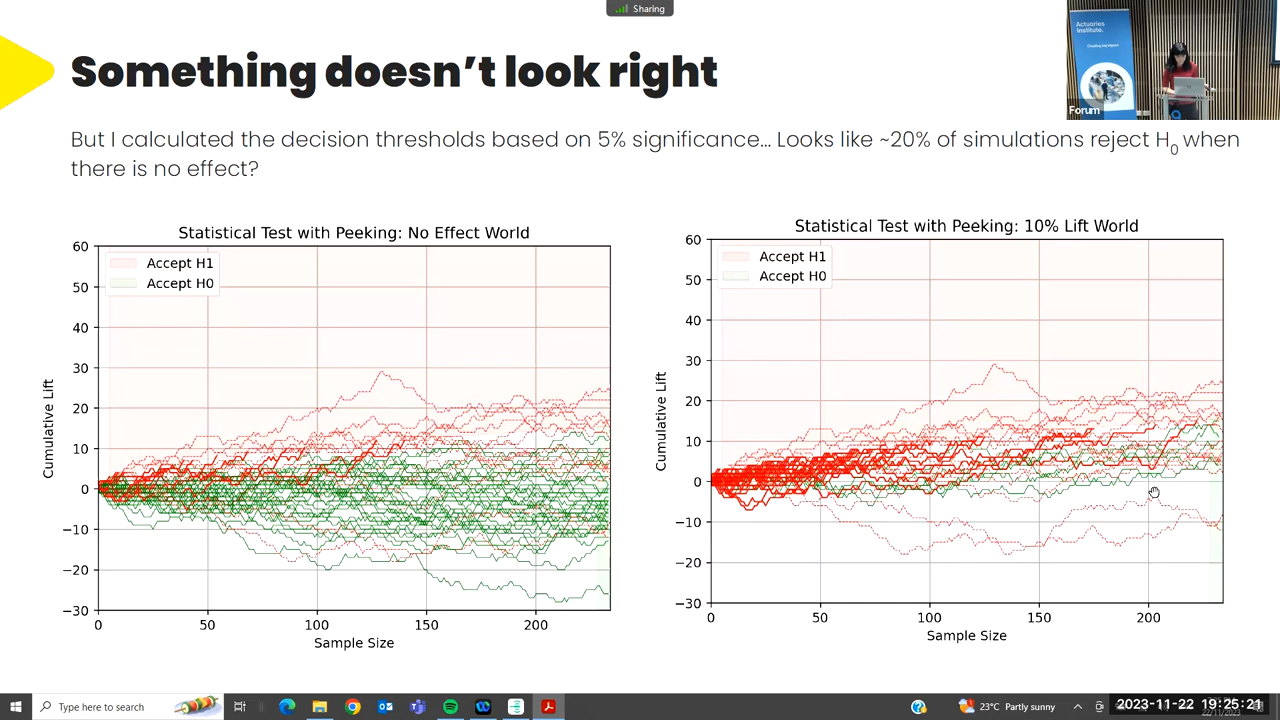 Sharing
Actuaries
Institute.
Forum
Something doesn't look right
But I calculated the decision thresholds based on 5% significance... Looks like ~20% of simulations reject H0 when
there is no effect?
Statistical Test with Peeking: No Effect World
Accept H1
Accept H0
60
50
40
30
20
10
0
−10
−20
−30
Cumulative Lift
0 50 100 150 200
Sample Size
Statistical Test with Peeking: 10% Lift World
Accept H1
Accept H0
60
50
40
30
20
10
0
−10
−20
−30
Cumulative Lift
0 50 100 150 200
Sample Size
Type here to search
23°C Partly sunny
2023-11-22 19:25:21